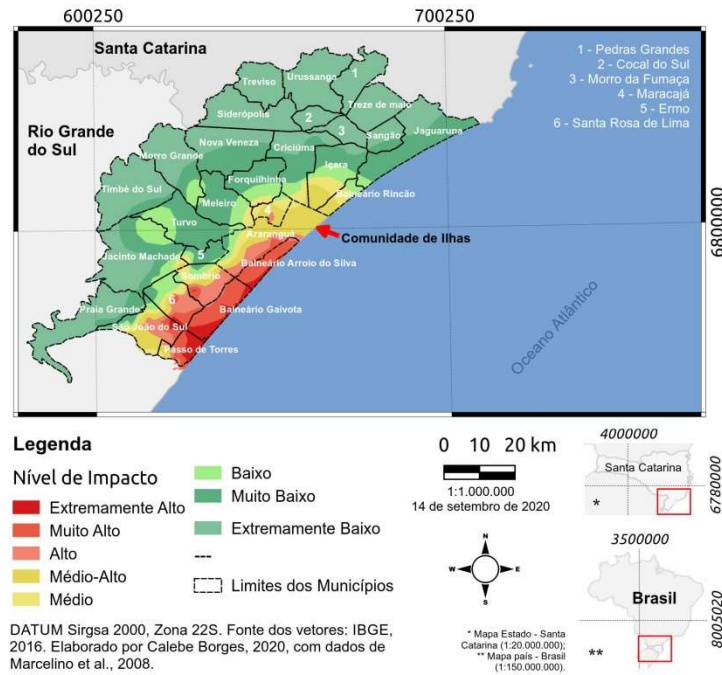 600250
700250
Santa Catarina
1 - Pedras Grandes
2 - Cocal do Sul
3 - Morro da Fumaça
4 - Maracajá
5 - Ermo
6 - Santa Rosa de Lima
1
Urussanga
Treviso
Treze de maio
Siderópolis
2
3
Sangão
Jaguaruna
Rio Grande
do Sul
Nova Veneza
Criciúma
Morro Grande
Içara
Forquilhinha
Timbé do Sul
Balneário Rincão
Meleiro
4
Turvo
Araranguá
Comunidade de Ilhas
6800000
Jacinto Machado
5
Balneário Arroio do Silva
Sombrio
6
Praia Grande
Balneário Gaivota
São João do Sul
Passo de Torres
Oceano Atlântico
Legenda
Nível de Impacto
Extremamente Alto
Muito Alto
Alto
Médio-Alto
Médio
Baixo
Muito Baixo
Extremamente Baixo
---
Limites dos Municípios
0 10 20 km
1:1.000.000
14 de setembro de 2020
N
W
E
S
4000000
Santa Catarina
*
6780000
3500000
Brasil
**
8005020
* Mapa Estado - Santa
Catarina (1:20.000.000);
** Mapa país - Brasil
(1:150.000.000).
DATUM Sirgsa 2000, Zona 22S. Fonte dos vetores: IBGE,
2016. Elaborado por Calebe Borges, 2020, com dados de
Marcelino et al., 2008.